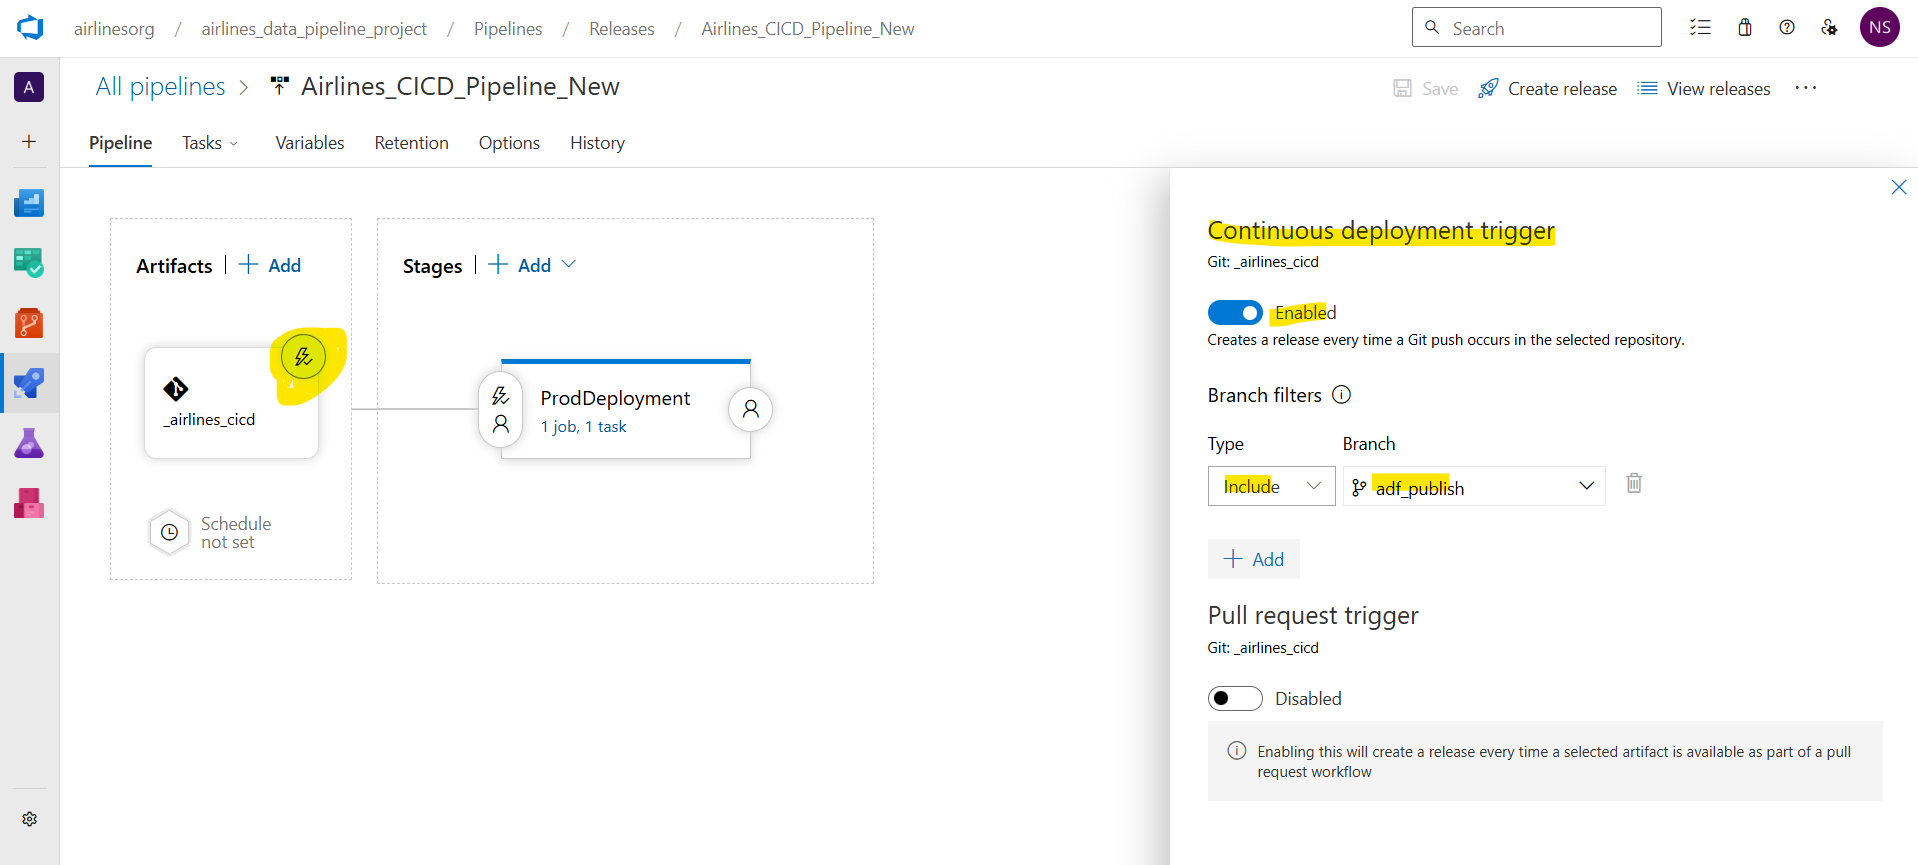 airlinesorg / airlines_data_pipeline_project / Pipelines / Releases / Airlines_CICD_Pipeline_New
Search
NS
A
All pipelines > Airlines_CICD_Pipeline_New
Save
Create release
View releases
...
Pipeline
Tasks
Variables
Retention
Options
History
Artifacts | + Add
Stages | + Add
_airlines_cicd
Schedule
not set
ProdDeployment
1 job, 1 task
Continuous deployment trigger
Git: _airlines_cicd
Enabled
Creates a release every time a Git push occurs in the selected repository.
Branch filters
Type
Branch
Include
adf_publish
+ Add
Pull request trigger
Git: _airlines_cicd
Disabled
Enabling this will create a release every time a selected artifact is available as part of a pull
request workflow